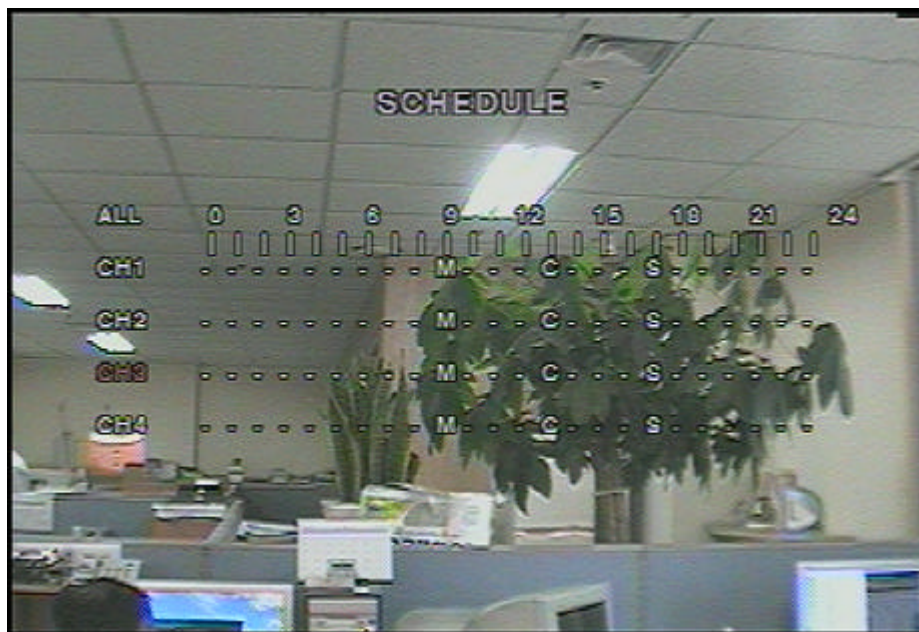 SCHEDULE
ALL 0 3 6 9 12 15 18 21 24
CH1 - - - - - - - - - M - - - C - - - S - - - - - -
CH2 - - - - - - - - - M - - - C - - - S - - - - - -
CH3 - - - - - - - - - M - - - C - - - S - - - - - -
CH4 - - - - - - - - - M - - - C - - - S - - - - - -